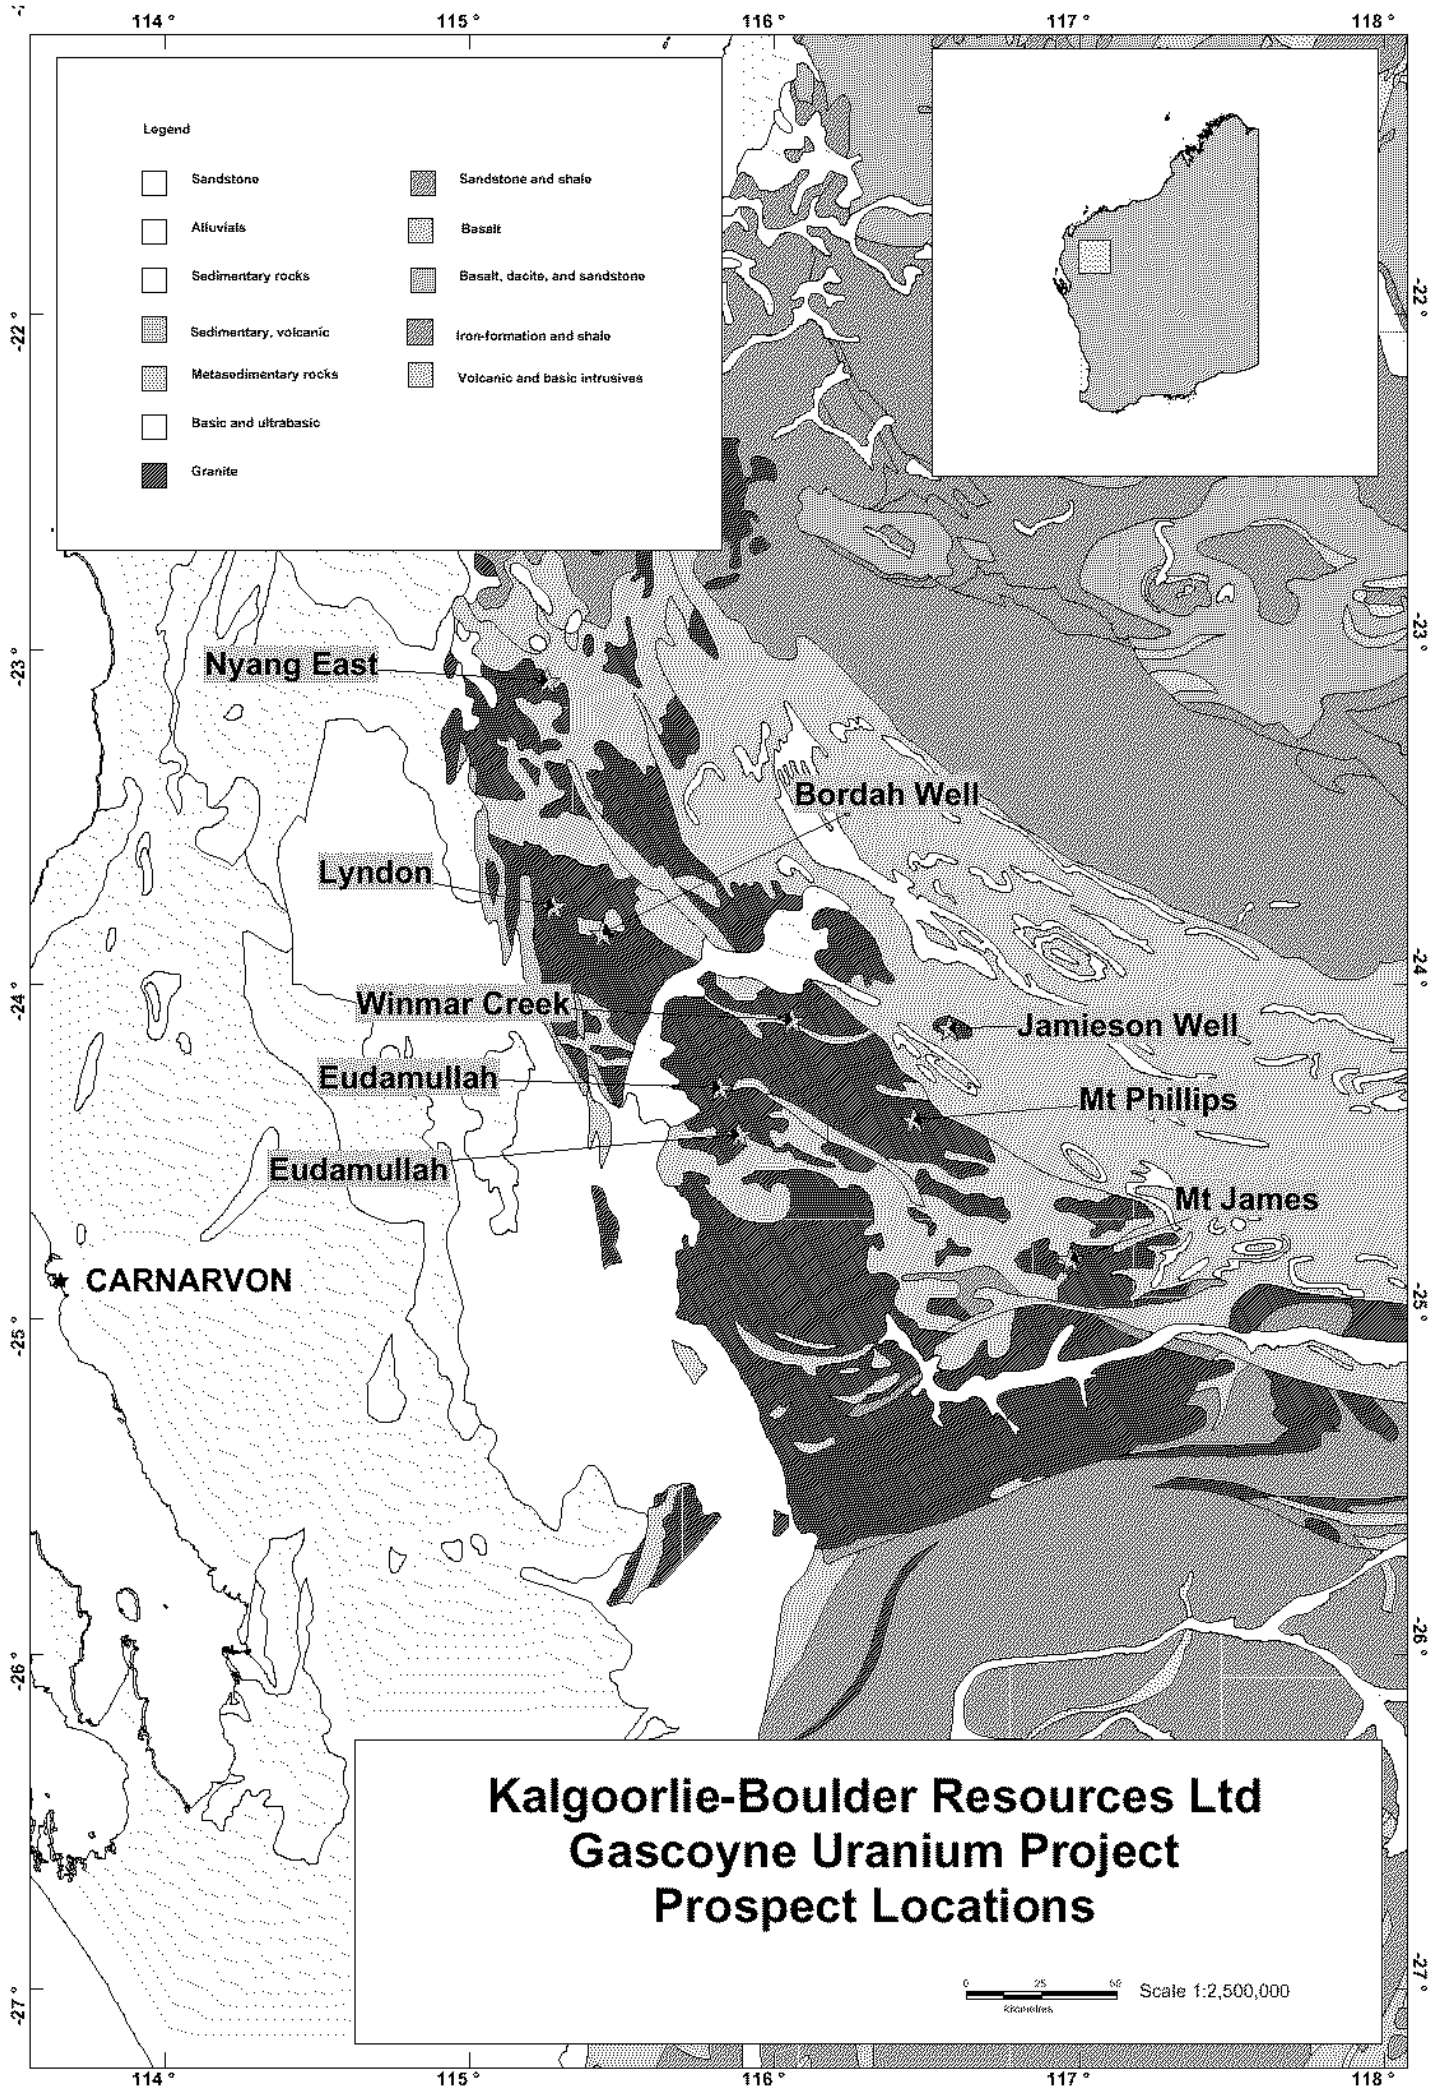 114 ° 115 ° 116 ° 117 ° 118 °
Legend
Sandstone
Sandstone and shale
Alluvials
Basalt
Sedimentary rocks
Basalt, dacite, and sandstone
Sedimentary, volcanic
Iron-formation and shale
Metasedimentary rocks
Volcanic and basic intrusives
Basic and ultrabasic
Granite
-22 °
-22 °
-23 °
-23 °
Nyang East
Bordah Well
Lyndon
-24 °
-24 °
Winmar Creek
Jamieson Well
Eudamullah
Mt Phillips
Eudamullah
Mt James
CARNARVON
-25 °
-25 °
-26 °
-26 °
Kalgoorlie-Boulder Resources Ltd
Gascoyne Uranium Project
Prospect Locations
0 25 50
kilometres
Scale 1:2,500,000
-27 °
-27 °
114 ° 115 ° 116 ° 117 ° 118 °